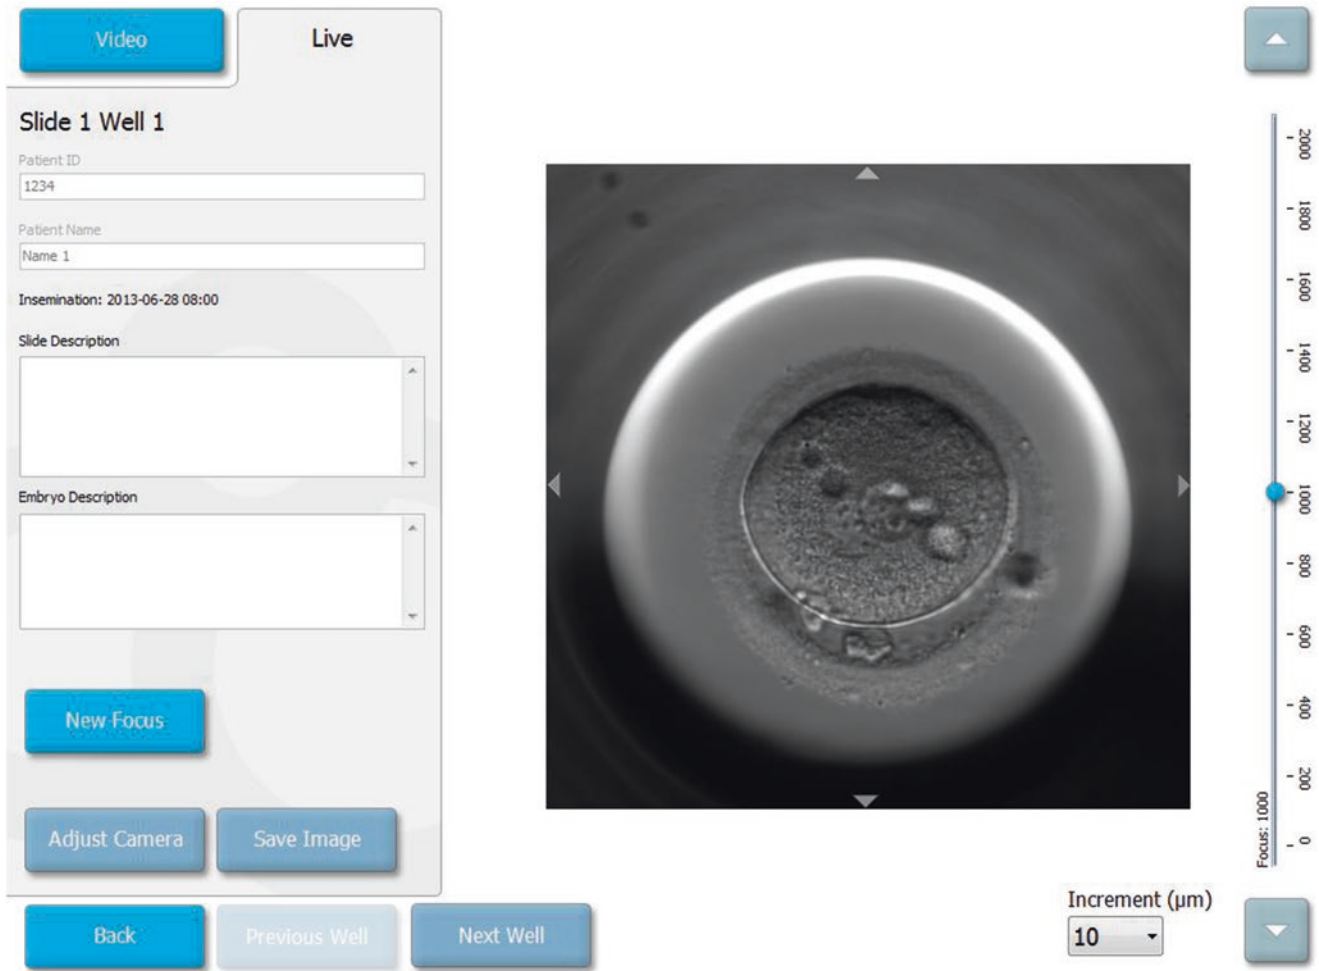 Video
Live
Slide 1 Well 1
Patient ID
1234
Patient Name
Name 1
Insemination: 2013-06-28 08:00
Slide Description
Embryo Description
New Focus
Adjust Camera
Save Image
Back
Previous Well
Next Well
2000
1800
1600
1400
1200
1000
800
600
400
200
0
Focus: 1000
Increment (µm)
10